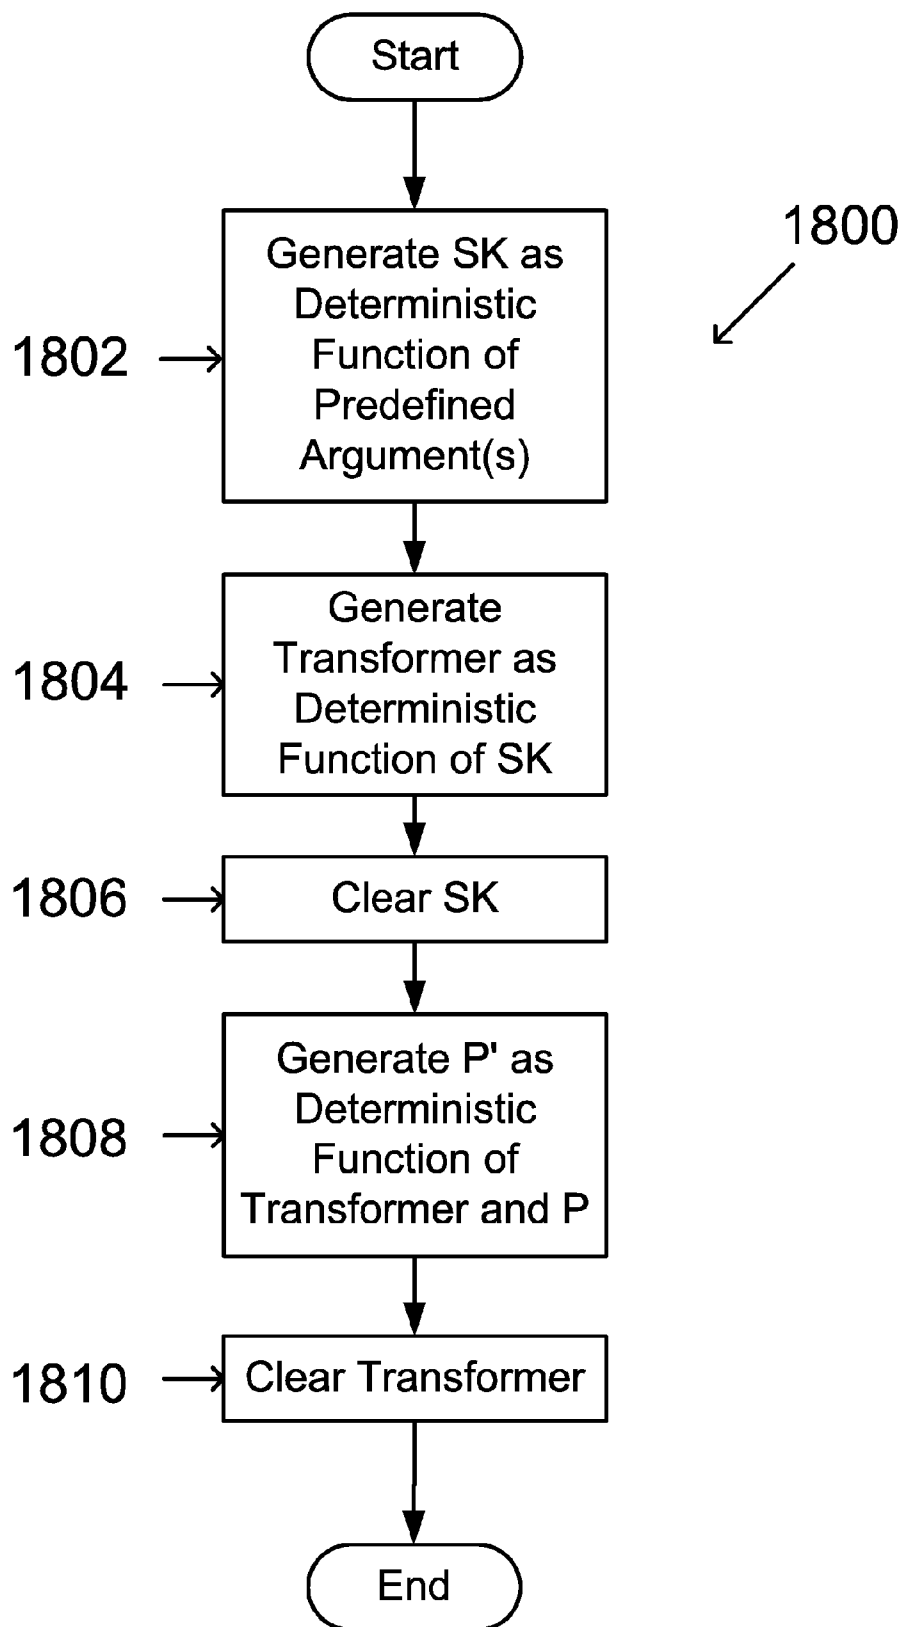 Start
1800
1802
Generate SK as
Deterministic
Function of
Predefined
Argument(s)
1804
Generate
Transformer as
Deterministic
Function of SK
1806
Clear SK
1808
Generate P' as
Deterministic
Function of
Transformer and P
1810
Clear Transformer
End